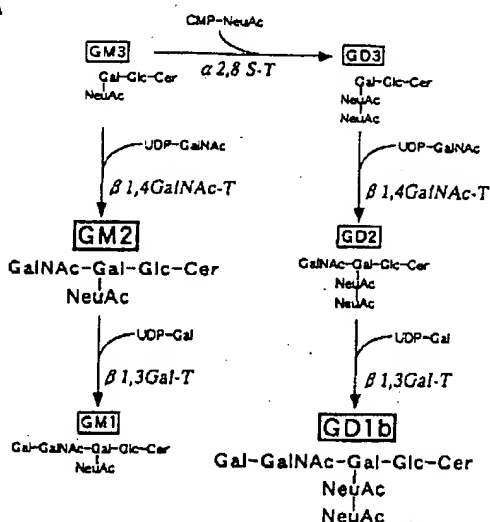 A
CMP-NeuAc
GM3
GD3
α 2,8 S-T
Gal-Glc-Cer
NeuAc
Gal-Glc-Cer
NeuAc
NeuAc
UDP-GalNAc
UDP-GalNAc
β 1,4GalNAc-T
β 1,4GalNAc-T
GM2
GD2
GalNAc-Gal-Glc-Cer
NeuAc
GalNAc-Gal-Glc-Cer
NeuAc
NeuAc
UDP-Gal
UDP-Gal
β 1,3Gal-T
β 1,3Gal-T
GM1
GD1b
Gal-GalNAc-Gal-Glc-Cer
NeuAc
Gal-GalNAc-Gal-Glc-Cer
NeuAc
NeuAc